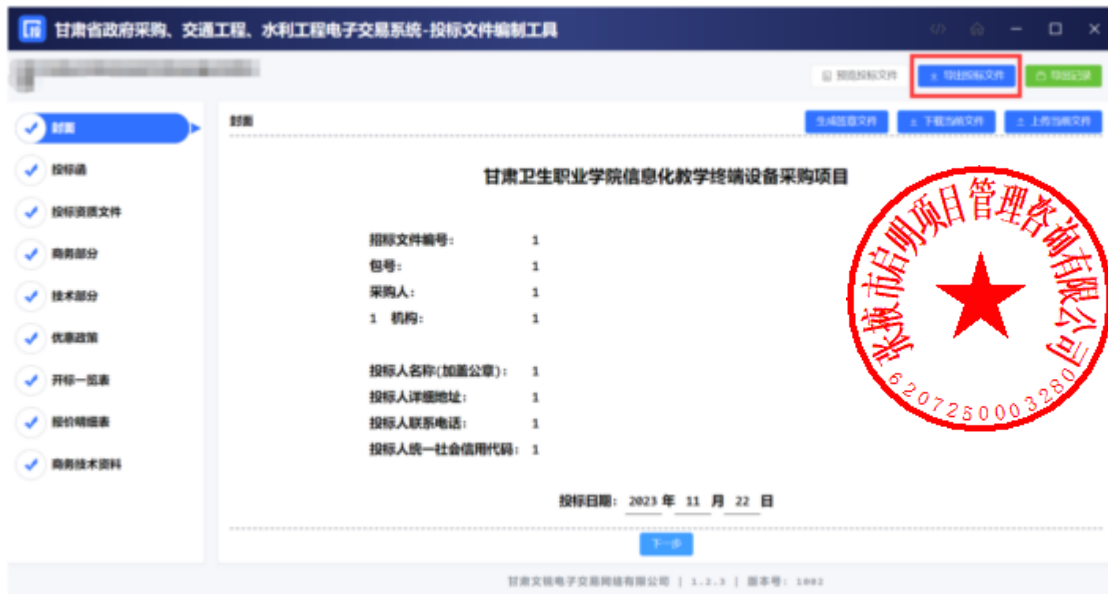 甘肃省政府采购、交通工程、水利工程电子交易系统-投标文件编制工具
预览投标文件 导出投标文件 导出记录
封面
投标函
投标资质文件
商务部分
技术部分
优惠政策
开标一览表
报价明细表
商务技术资料
封面
生成签章文件 下载当前文件 上传当前文件
甘肃卫生职业学院信息化教学终端设备采购项目
招标文件编号: 1
包号: 1
采购人: 1
1 机构: 1
投标人名称(加盖公章): 1
投标人详细地址: 1
投标人联系电话: 1
投标人统一社会信用代码: 1
投标日期: 2023 年 11 月 22 日
下一步
张掖市启明项目管理咨询有限公司
6207250003280
甘肃文锐电子交易网络有限公司 | 1.2.3 | 版本号: 1002